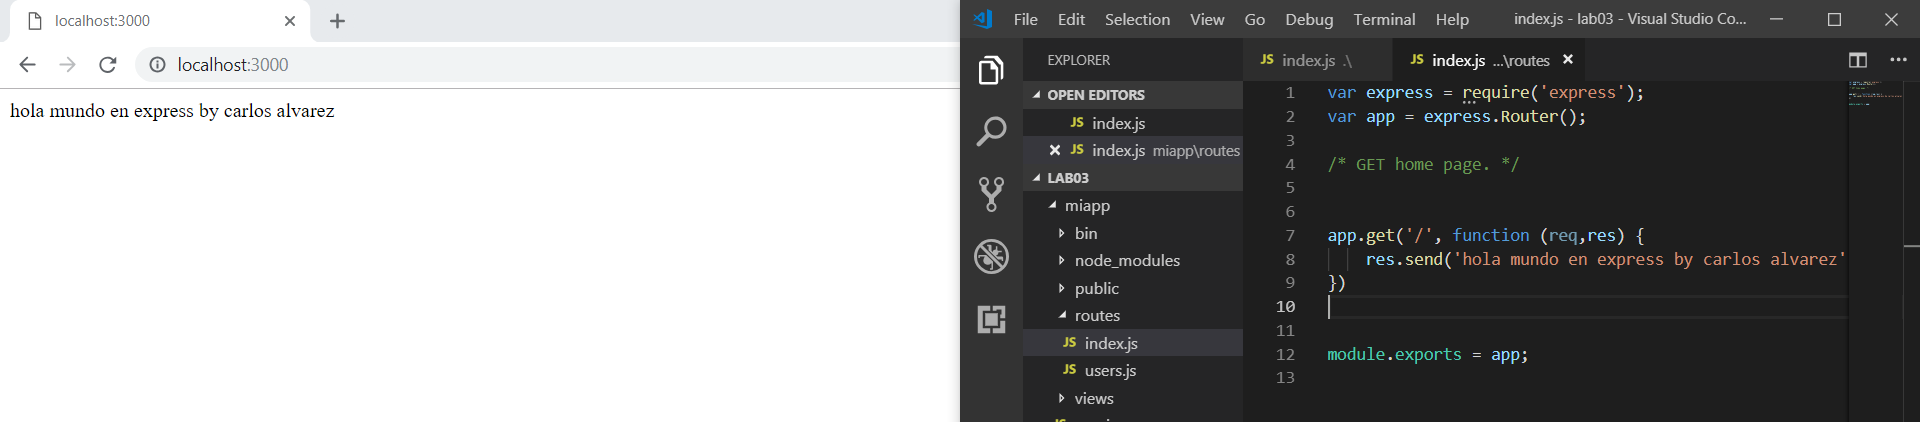 localhost:3000
localhost:3000
hola mundo en express by carlos alvarez
File Edit Selection View Go Debug Terminal Help
index.js - lab03 - Visual Studio Co...
EXPLORER
OPEN EDITORS
JS index.js
JS index.js miapp\routes
LAB03
miapp
bin
node_modules
public
routes
JS index.js
JS users.js
views
JS index.js .\
JS index.js ...\routes
1 var express = require('express');
2 var app = express.Router();
3
4 /* GET home page. */
5
6
7 app.get('/', function (req,res) {
8 res.send('hola mundo en express by carlos alvarez'
9 })
10
11
12 module.exports = app;
13